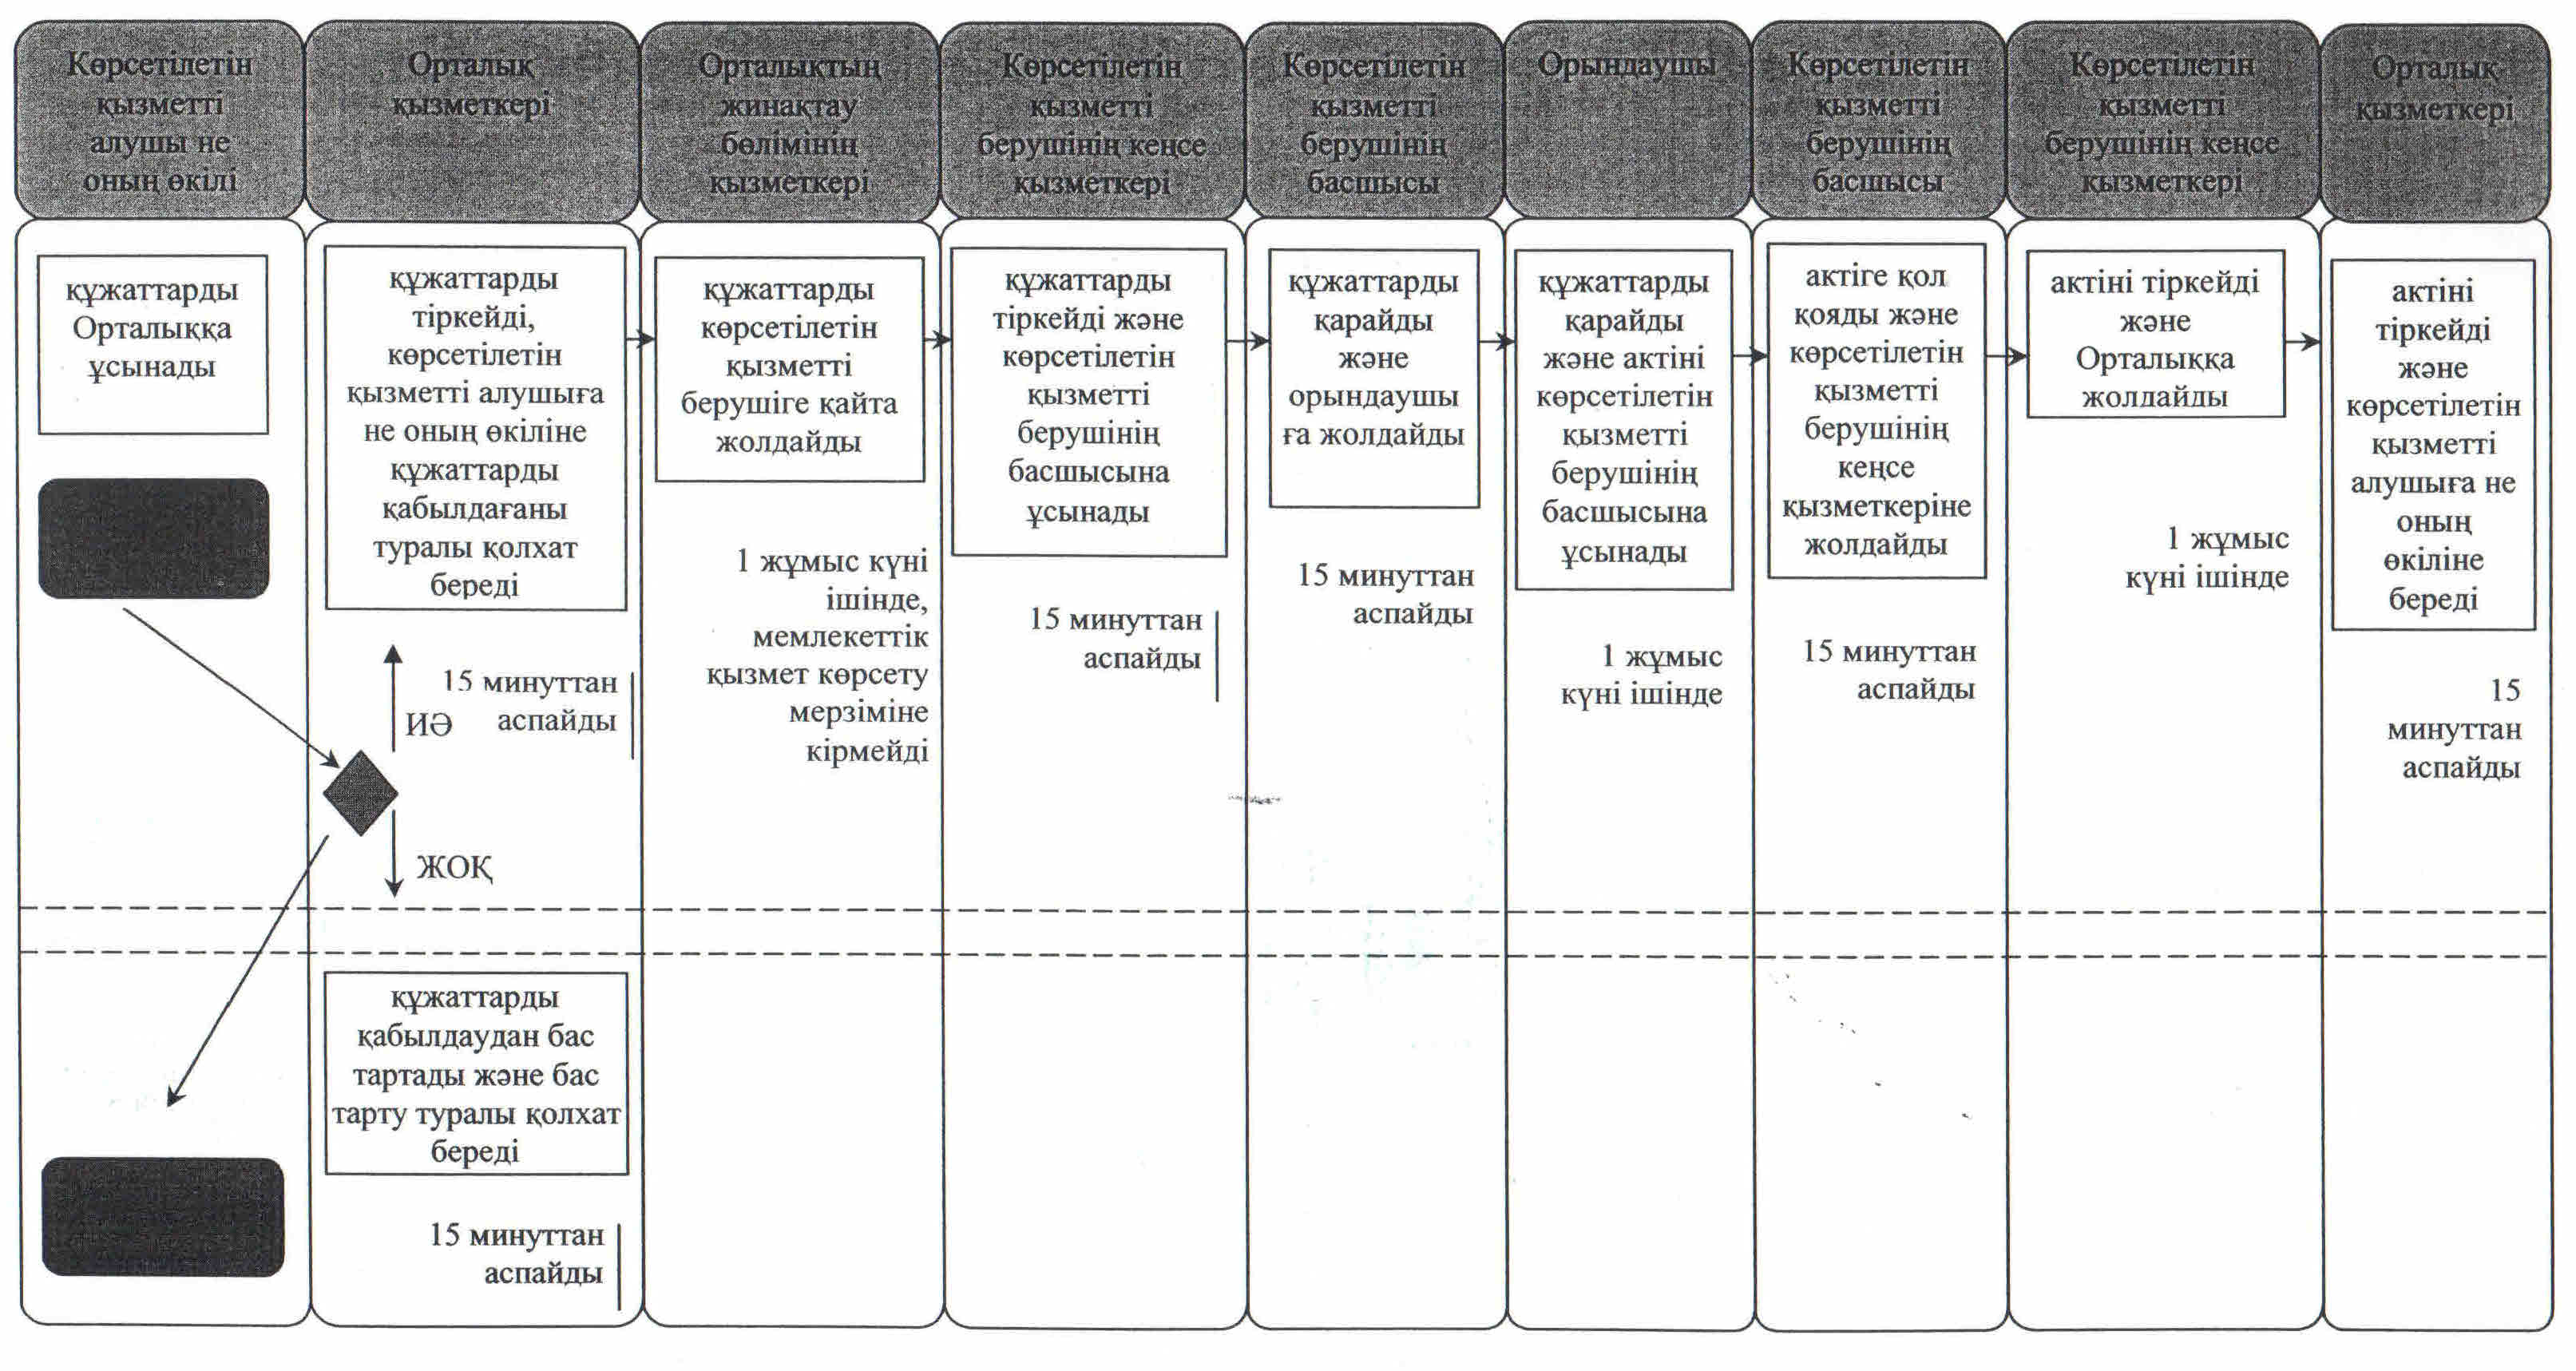 Көрсетілетін
қызметті
алушы не
оның өкілі
Орталық
қызметкері
Орталықтың
жинақтау
бөлімінің
қызметкері
Көрсетілетін
қызметті
берушінің кеңсе
қызметкері
Көрсетілетін
қызметті
берушінің
басшысы
Орындаушы
Көрсетілетін
қызметті
берушінің
басшысы
Көрсетілетін
қызметті
берушінің кеңсе
қызметкері
Орталық
қызметкері
құжаттарды
Орталыққа
ұсынады
құжаттарды
тіркейді,
көрсетілетін
қызметті алушыға
не оның өкіліне
құжаттарды
қабылдағаны
туралы қолхат
береді
15 минуттан
аспайды
ИӘ
ЖОҚ
құжаттарды
қабылдаудан бас
тартады және бас
тарту туралы қолхат
береді
15 минуттан
аспайды
құжаттарды
көрсетілетін
қызметті
берушіге қайта
жолдайды
1 жұмыс күні
ішінде,
мемлекеттік
қызмет көрсету
мерзіміне
кірмейді
құжаттарды
тіркейді және
көрсетілетін
қызметті
берушінің
басшысына
ұсынады
15 минуттан
аспайды
құжаттарды
қарайды
және
орындаушы
ға жолдайды
15 минуттан
аспайды
құжаттарды
қарайды
және актіні
көрсетілетін
қызметті
берушінің
басшысына
ұсынады
1 жұмыс
күні ішінде
актіге қол
қояды және
көрсетілетін
қызметті
берушінің
кеңсе
қызметкеріне
жолдайды
15 минуттан
аспайды
актіні тіркейді
және
Орталыққа
жолдайды
1 жұмыс
күні ішінде
актіні
тіркейді
және
көрсетілетін
қызметті
алушыға не
оның
өкіліне
береді
15
минуттан
аспайды